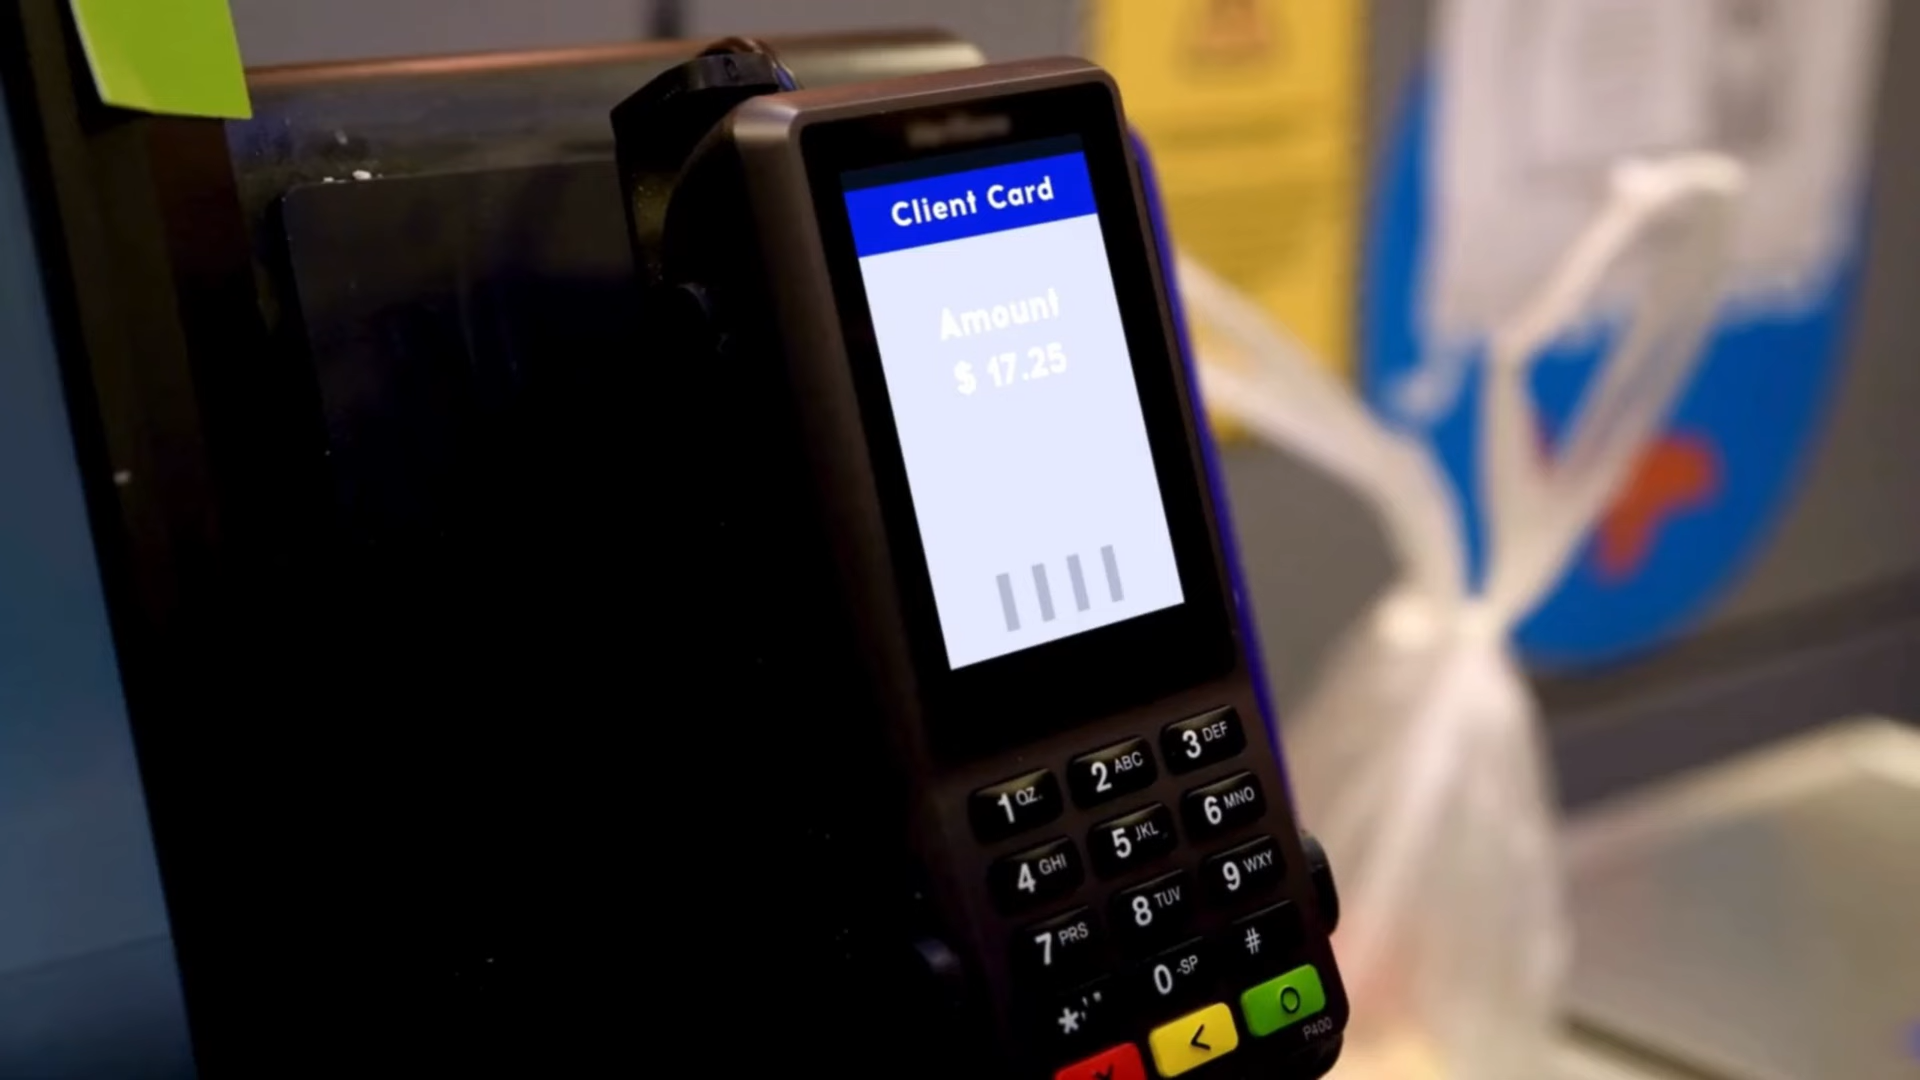 Client Card
Amount
$ 17.25
1 QZ.
2 ABC
3 DEF
4 GHI
5 JKL
6 MNO
7 PRS
8 TUV
9 WXY
*,'"
0 -SP
#
<
O
P400